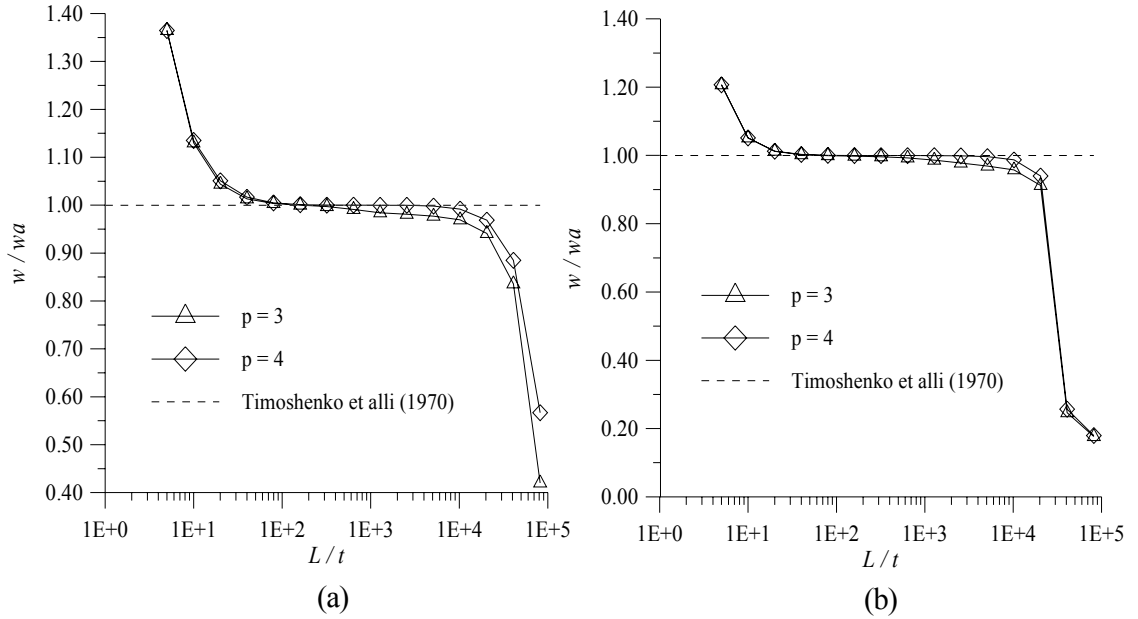 1.40
1.30
1.20
1.10
1.00
0.90
0.80
0.70
0.60
0.50
0.40
w / wa
p = 3
p = 4
Timoshenko et alli (1970)
1E+0 1E+1 1E+2 1E+3 1E+4 1E+5
L / t
(a)
1.40
1.20
1.00
0.80
0.60
0.40
0.20
0.00
w / wa
p = 3
p = 4
Timoshenko et alli (1970)
1E+0 1E+1 1E+2 1E+3 1E+4 1E+5
L / t
(b)